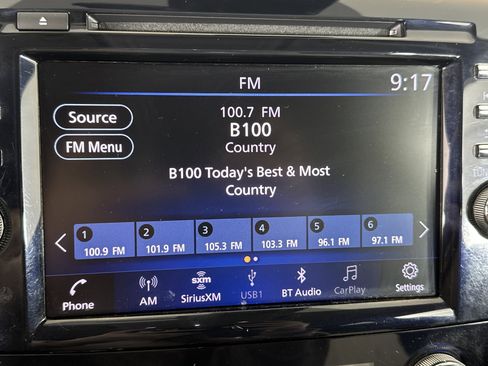 FM
9:17
Source
100.7 FM
B100
FM Menu
Country
B100 Today's Best & Most
Country
1 2 3 4 5 6
100.9 FM 101.9 FM 105.3 FM 103.3 FM 96.1 FM 97.1 FM
sxm
Phone AM SiriusXM USB1 BT Audio CarPlay Settings